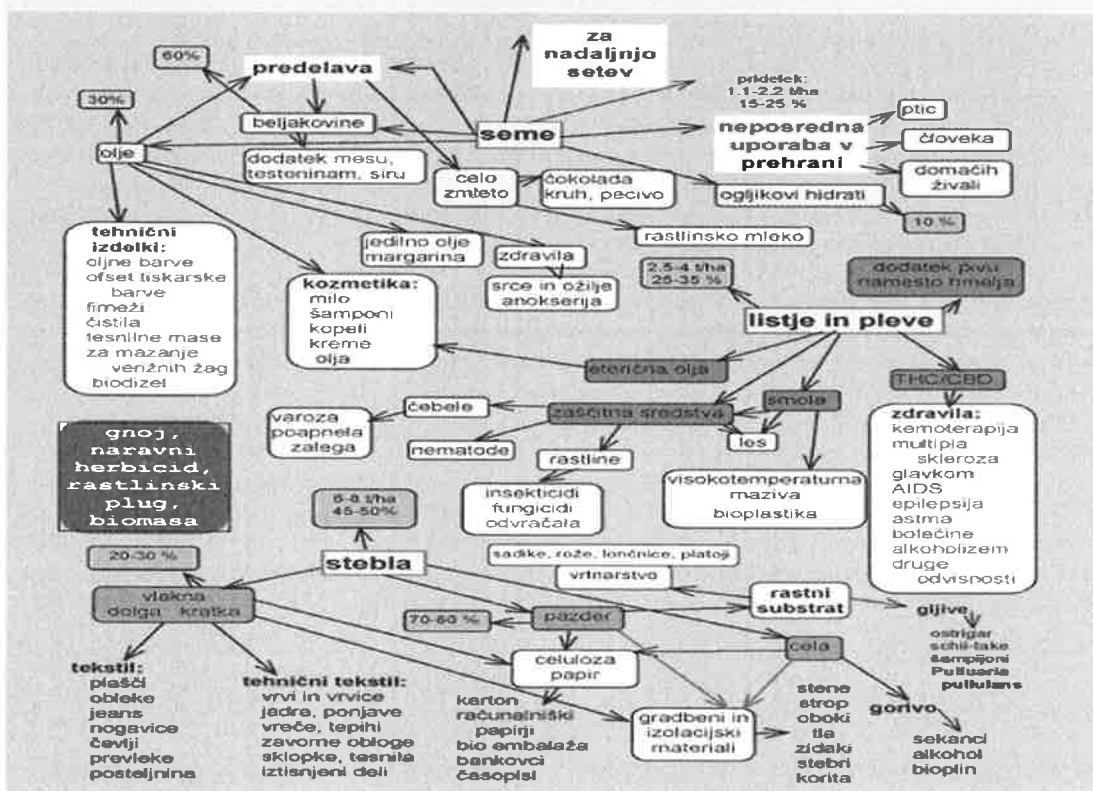 60%
predelava
za
nadaljnjo
setev
pridelek:
1.1-2.2 t/ha
15-25 %
30%
beljakovine
seme
neposredna
uporaba v
prehrani
ptic
človeka
domačih
živali
olje
dodatek mesu,
testeninam, siru
celo
zmleto
čokolada
kruh, pecivo
ogljikovi hidrati
10 %
rastlinsko mleko
tehnični
izdelki:
oljne barve
ofset tiskarske
barve
firneži
čistila
tesnilne mase
za mazanje
verižnih žag
biodizel
jedilno olje
margarina
zdravila
srce in ožilje
anokserija
kozmetika:
milo
šamponi
kopeli
kreme
olja
2.5-4 t/ha
25-35 %
dodatek pivu
namesto hmelja
listje in pleve
eterična olja
smola
THC/CBD
čebele
zaščitna sredstva
varoza
poapnela
zalega
nematode
rastline
les
insekticidi
fungicidi
odvračala
visokotemperaturna
maziva
bioplastika
zdravila:
kemoterapija
multipla
skleroza
glavkom
AIDS
epilepsija
astma
bolečine
alkoholizem
druge
odvisnosti
gnoj,
naravni
herbicid,
rastlinski
plug,
biomasa
6-8 t/ha
45-50%
20-30 %
stebla
sadike, rože, lončnice, platoji
vrtnarstvo
rastni
substrat
gljive
ostrigar
schii-take
šampijoni
Pulluaria
pullulans
vlakna
dolga kratka
pazder
cela
celuloza
papir
tekstil:
plašči
obleke
jeans
nogavice
čevlji
prevleke
posteljnina
tehnični tekstil:
vrvi in vrvice
jadra, ponjave
vreče, tepihi
zavorne obloge
sklopke, tesnila
iztisnjeni deli
karton
računalniški
papirji
bio embalaža
bankovci
časopisi
gradbeni in
izolacijski
materiali
stene
strop
oboki
tla
zidaki
stebri
korita
gorivo
sekanci
alkohol
bioplin